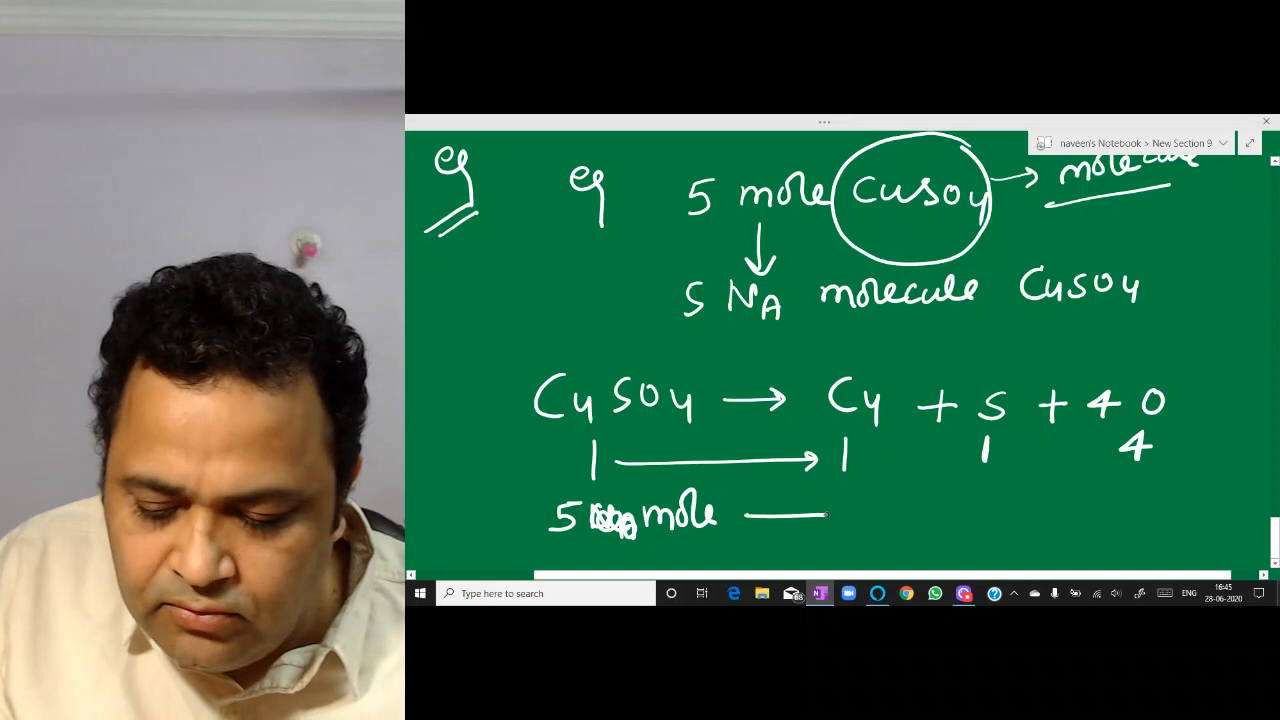 naveen's Notebook > New Section 9
eg eg 5 mole CuSO4 → molecule
5 NA molecule CuSO4
CuSO4 → Cu + S + 4 O
1 → 1 1 4
5 mole
Type here to search
68
ENG
16:45
28-06-2020